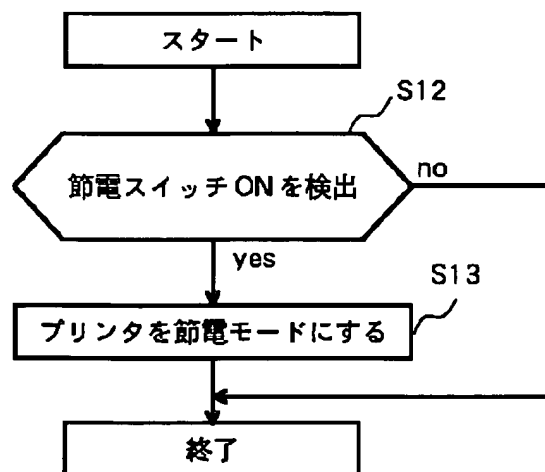 スタート
S12
節電スイッチONを検出
no
yes
S13
プリンタを節電モードにする
終了